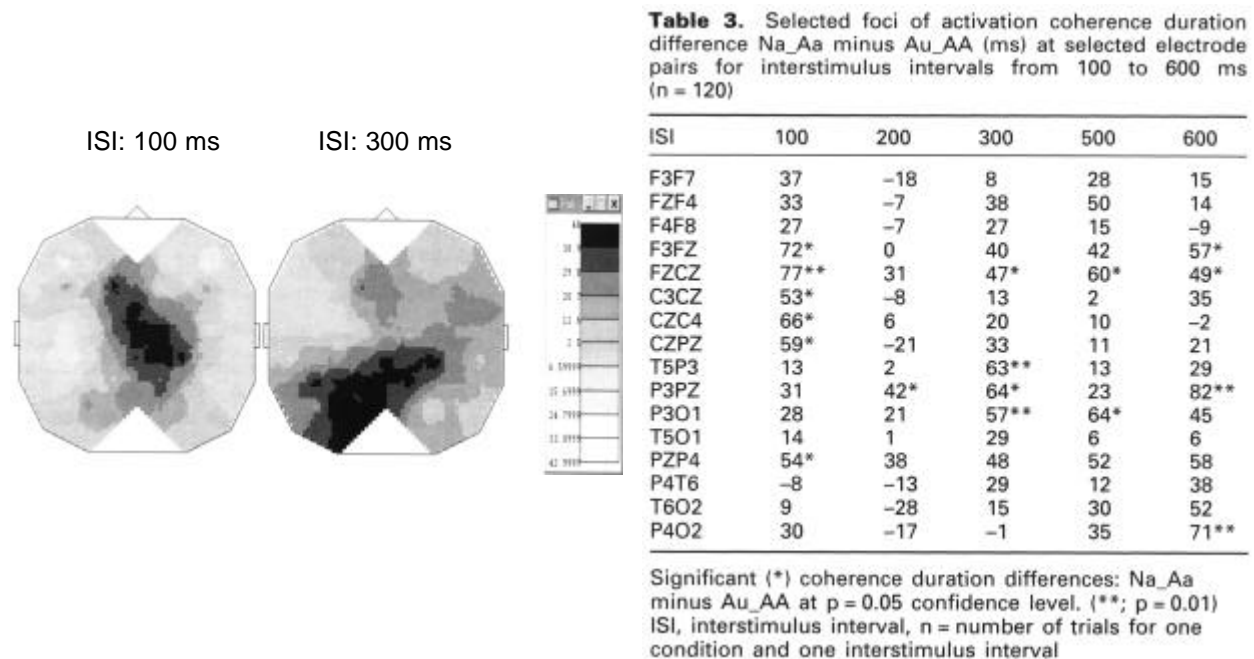 ISI: 100 ms
ISI: 300 ms
Table 3. Selected foci of activation coherence duration
difference Na_Aa minus Au_AA (ms) at selected electrode
pairs for interstimulus intervals from 100 to 600 ms
(n = 120)
ISI 100 200 300 500 600
F3F7 37 –18 8 28 15
FZF4 33 –7 38 50 14
F4F8 27 –7 27 15 –9
F3FZ 72* 0 40 42 57*
FZCZ 77** 31 47* 60* 49*
C3CZ 53* –8 13 2 35
CZC4 66* 6 20 10 –2
CZPZ 59* –21 33 11 21
T5P3 13 2 63** 13 29
P3PZ 31 42* 64* 23 82**
P3O1 28 21 57** 64* 45
T5O1 14 1 29 6 6
PZP4 54* 38 48 52 58
P4T6 –8 –13 29 12 38
T6O2 9 –28 15 30 52
P4O2 30 –17 –1 35 71**
Significant (*) coherence duration differences: Na_Aa
minus Au_AA at p = 0.05 confidence level. (**; p = 0.01)
ISI, interstimulus interval, n = number of trials for one
condition and one interstimulus interval